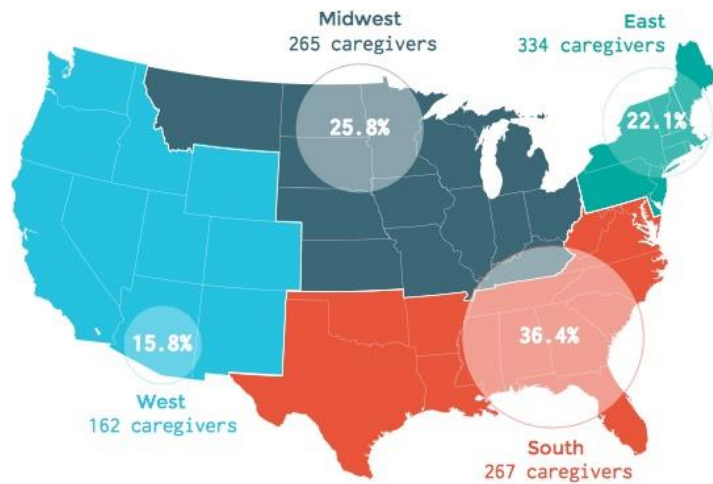 Midwest
265 caregivers
25.8%
East
334 caregivers
22.1%
15.8%
West
162 caregivers
36.4%
South
267 caregivers